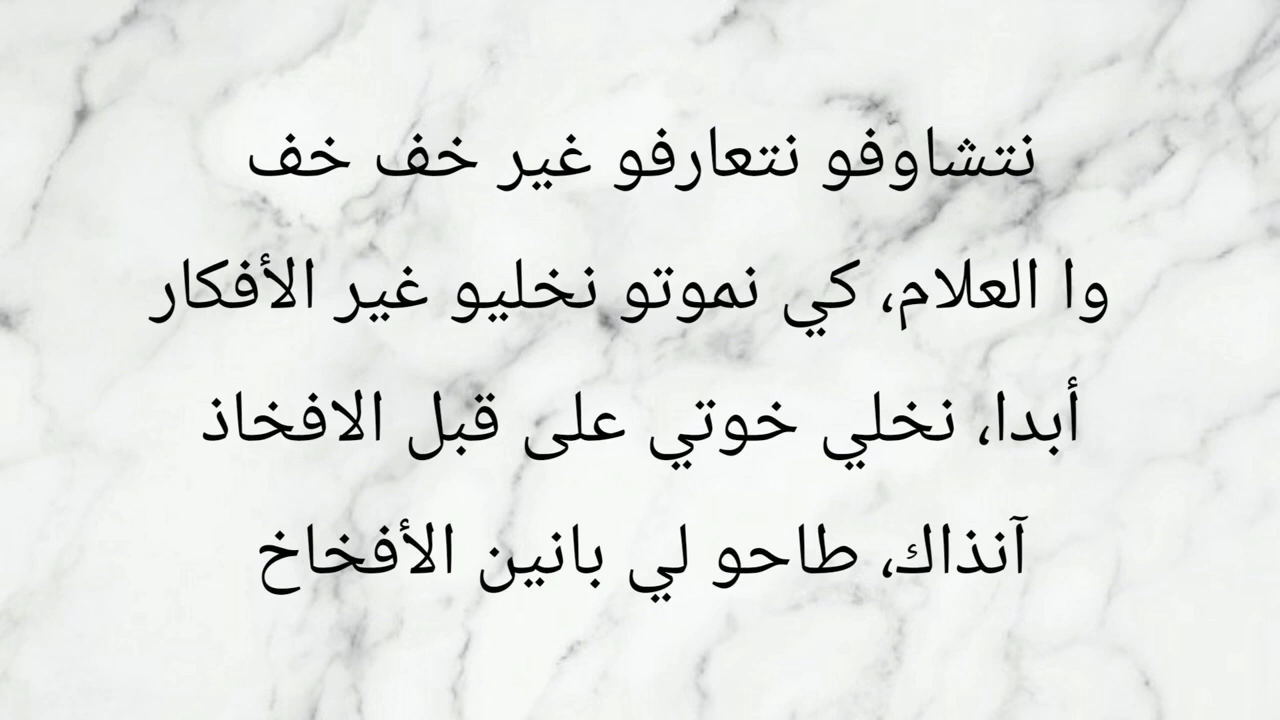 نتشاوفو نتعارفو غير خف خف
وا العلام، كي نموتو نخليو غير الأفكار
أبدا، نخلي خوتي على قبل الافخاذ
آنذاك، طاحو لي بانين الأفخاخ